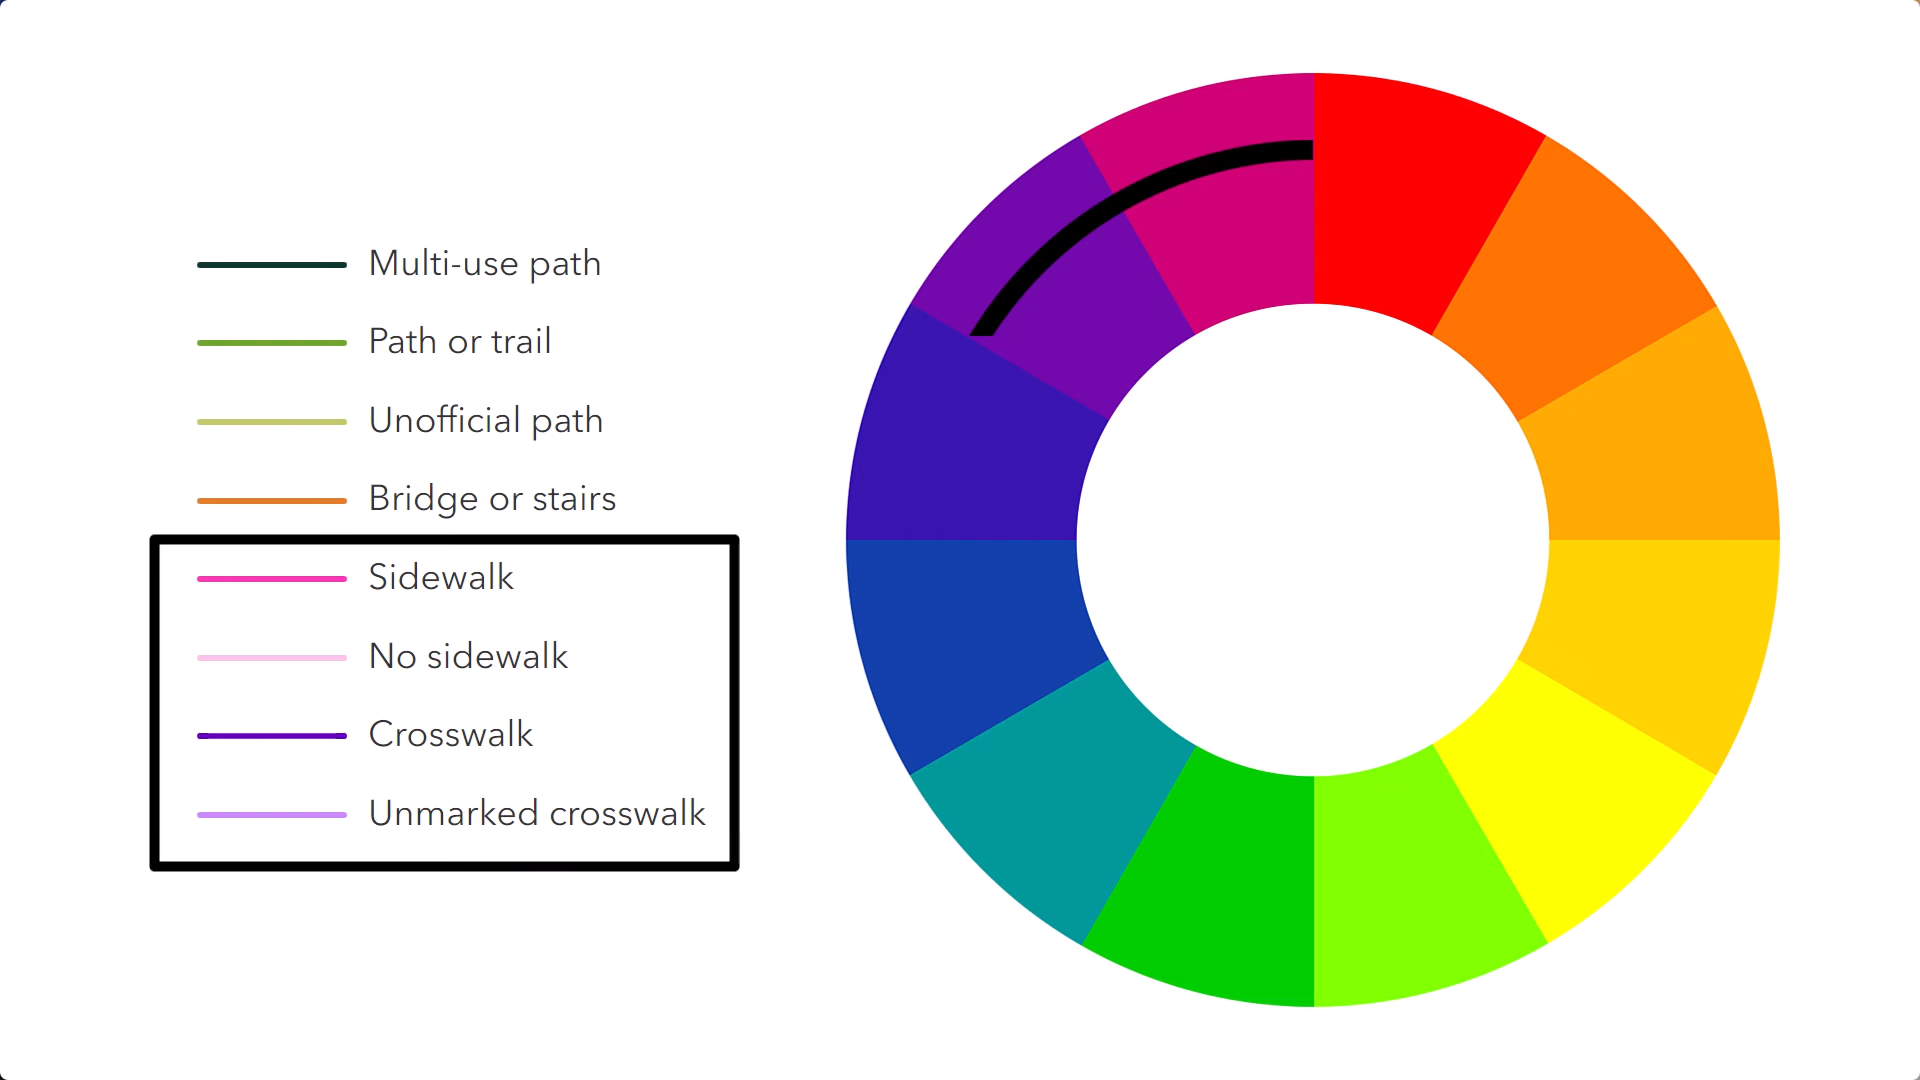 Multi-use path
Path or trail
Unofficial path
Bridge or stairs
Sidewalk
No sidewalk
Crosswalk
Unmarked crosswalk